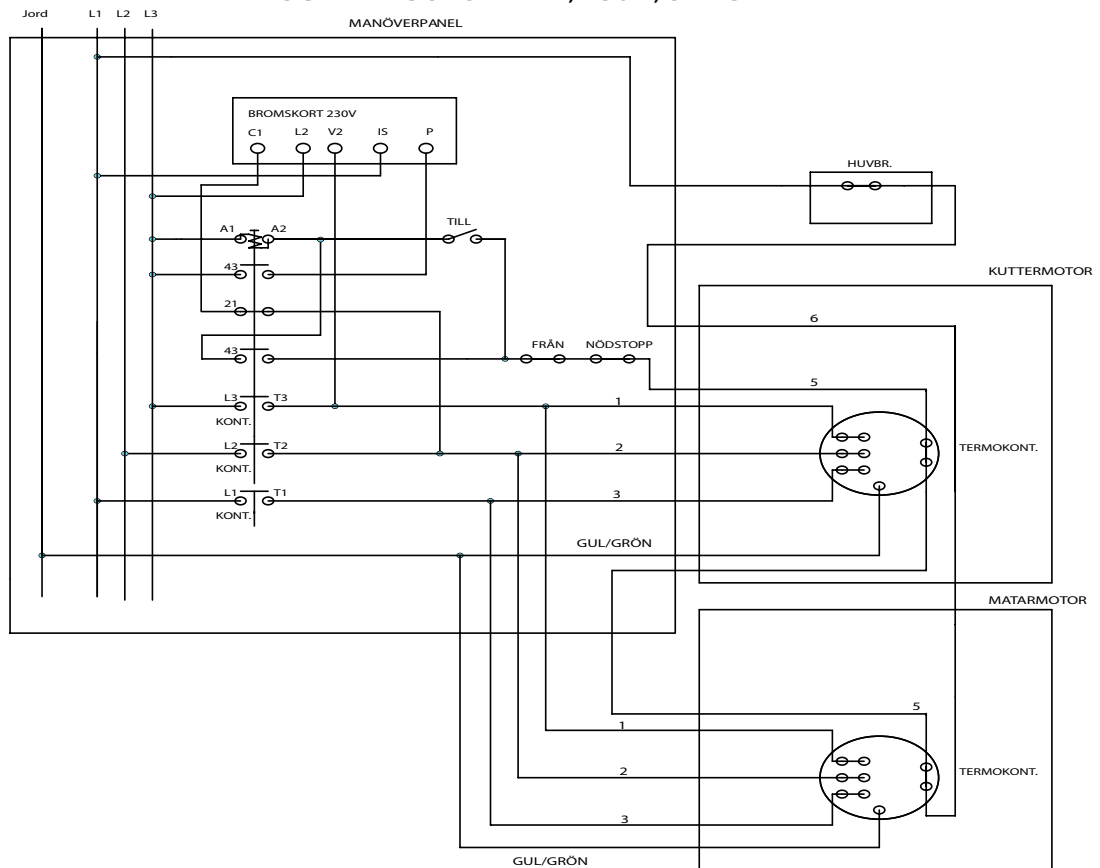 Jord L1 L2 L3
MANÖVERPANEL
BROMSKORT 230V
C1 L2 V2 IS P
HUVBR.
A1 A2 TILL
43
KUTTERMOTOR
21
6
43 FRÅN NÖDSTOPP
5
L3 T3 1
KONT.
L2 T2 2 TERMOKONT.
KONT.
L1 T1 3
KONT.
GUL/GRÖN
MATARMOTOR
5
1
2 TERMOKONT.
3
GUL/GRÖN